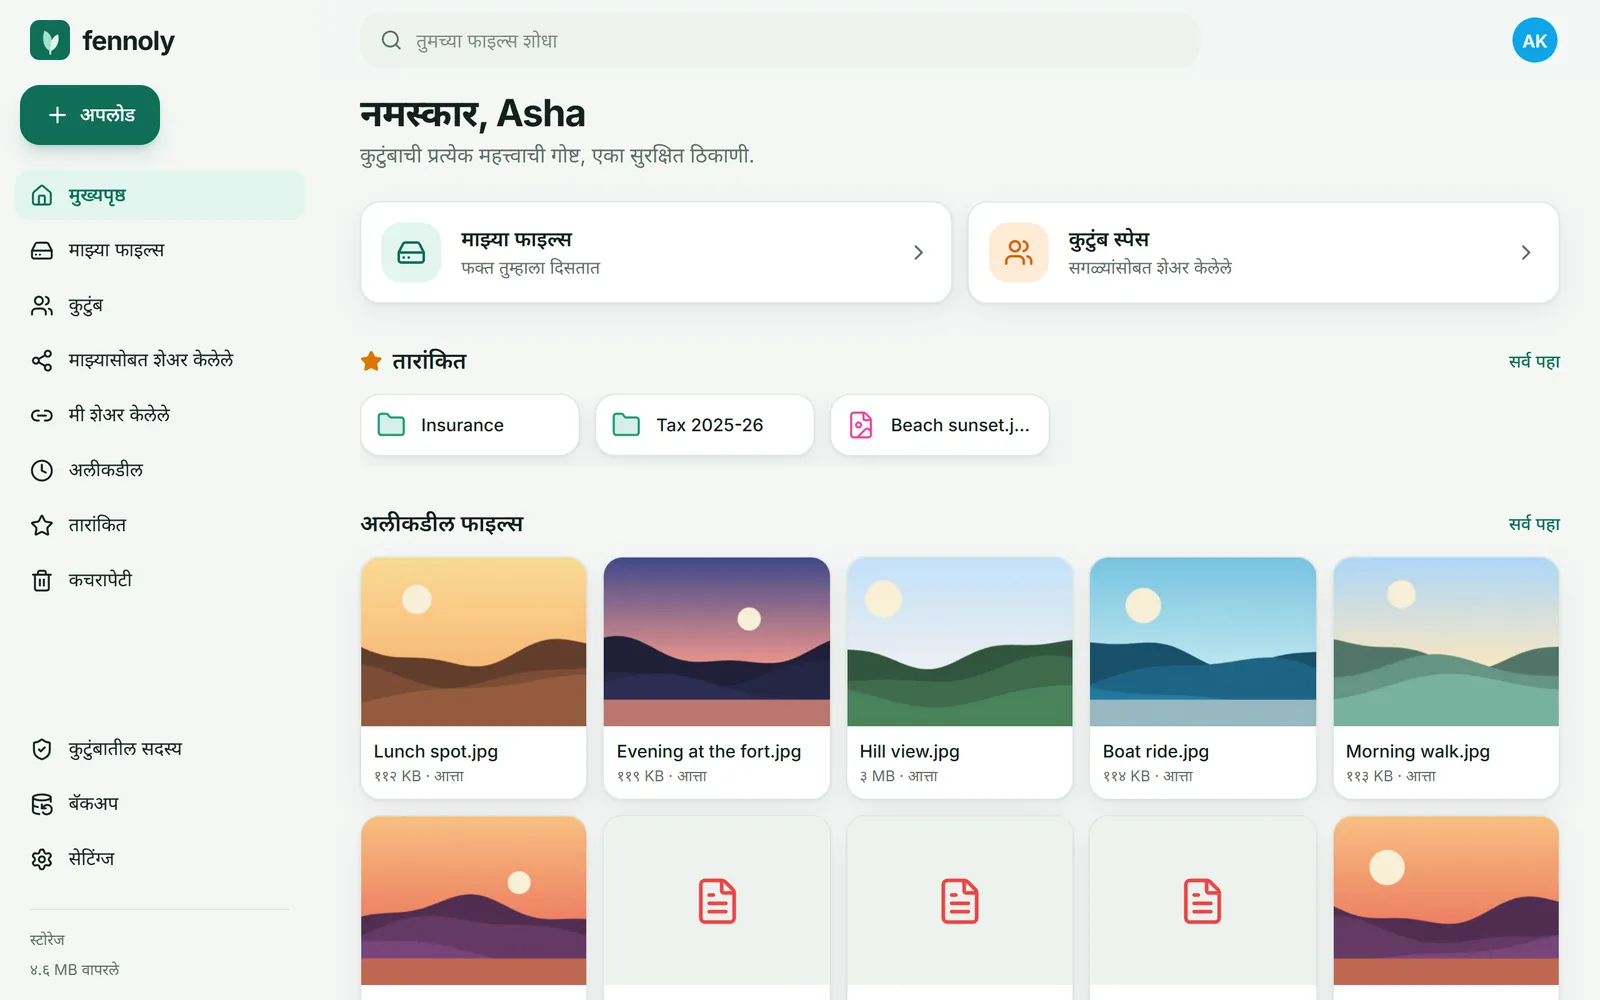 fennoly
तुमच्या फाइल्स शोधा
AK
अपलोड
मुख्यपृष्ठ
माझ्या फाइल्स
कुटुंब
माझ्यासोबत शेअर केलेले
मी शेअर केलेले
अलीकडील
तारांकित
कचरापेटी
कुटुंबातील सदस्य
बॅकअप
सेटिंग्ज
स्टोरेज
४.६ MB वापरले
नमस्कार, Asha
कुटुंबाची प्रत्येक महत्त्वाची गोष्ट, एका सुरक्षित ठिकाणी.
माझ्या फाइल्स
फक्त तुम्हाला दिसतात
कुटुंब स्पेस
सगळ्यांसोबत शेअर केलेले
तारांकित
सर्व पहा
Insurance
Tax 2025-26
Beach sunset.j...
अलीकडील फाइल्स
सर्व पहा
Lunch spot.jpg
११२ KB · आत्ता
Evening at the fort.jpg
११९ KB · आत्ता
Hill view.jpg
३ MB · आत्ता
Boat ride.jpg
११४ KB · आत्ता
Morning walk.jpg
११३ KB · आत्ता